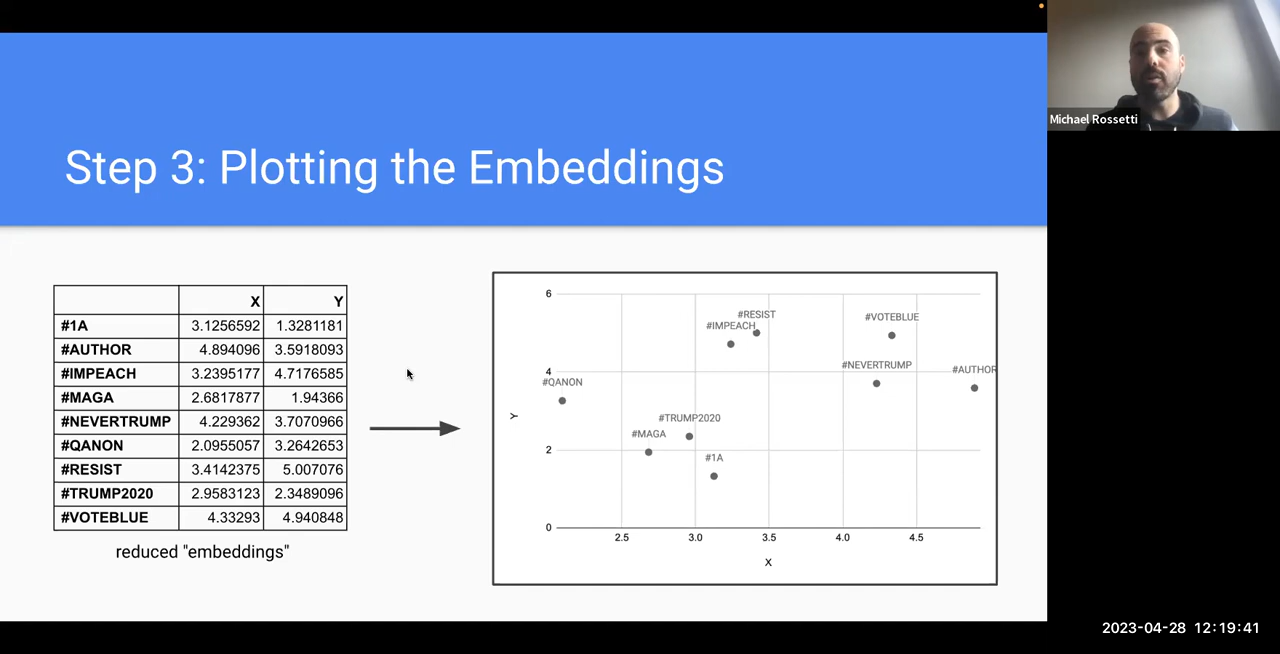 Michael Rossetti
Step 3: Plotting the Embeddings
X Y
#1A 3.1256592 1.3281181
#AUTHOR 4.894096 3.5918093
#IMPEACH 3.2395177 4.7176585
#MAGA 2.6817877 1.94366
#NEVERTRUMP 4.229362 3.7070966
#QANON 2.0955057 3.2642653
#RESIST 3.4142375 5.007076
#TRUMP2020 2.9583123 2.3489096
#VOTEBLUE 4.33293 4.940848
reduced "embeddings"
6
#RESIST
#VOTEBLUE
#IMPEACH
4
#NEVERTRUMP
#AUTHOR
#QANON
Y
#TRUMP2020
#MAGA
2
#1A
0
2.5 3.0 3.5 4.0 4.5
X
2023-04-28 12:19:41